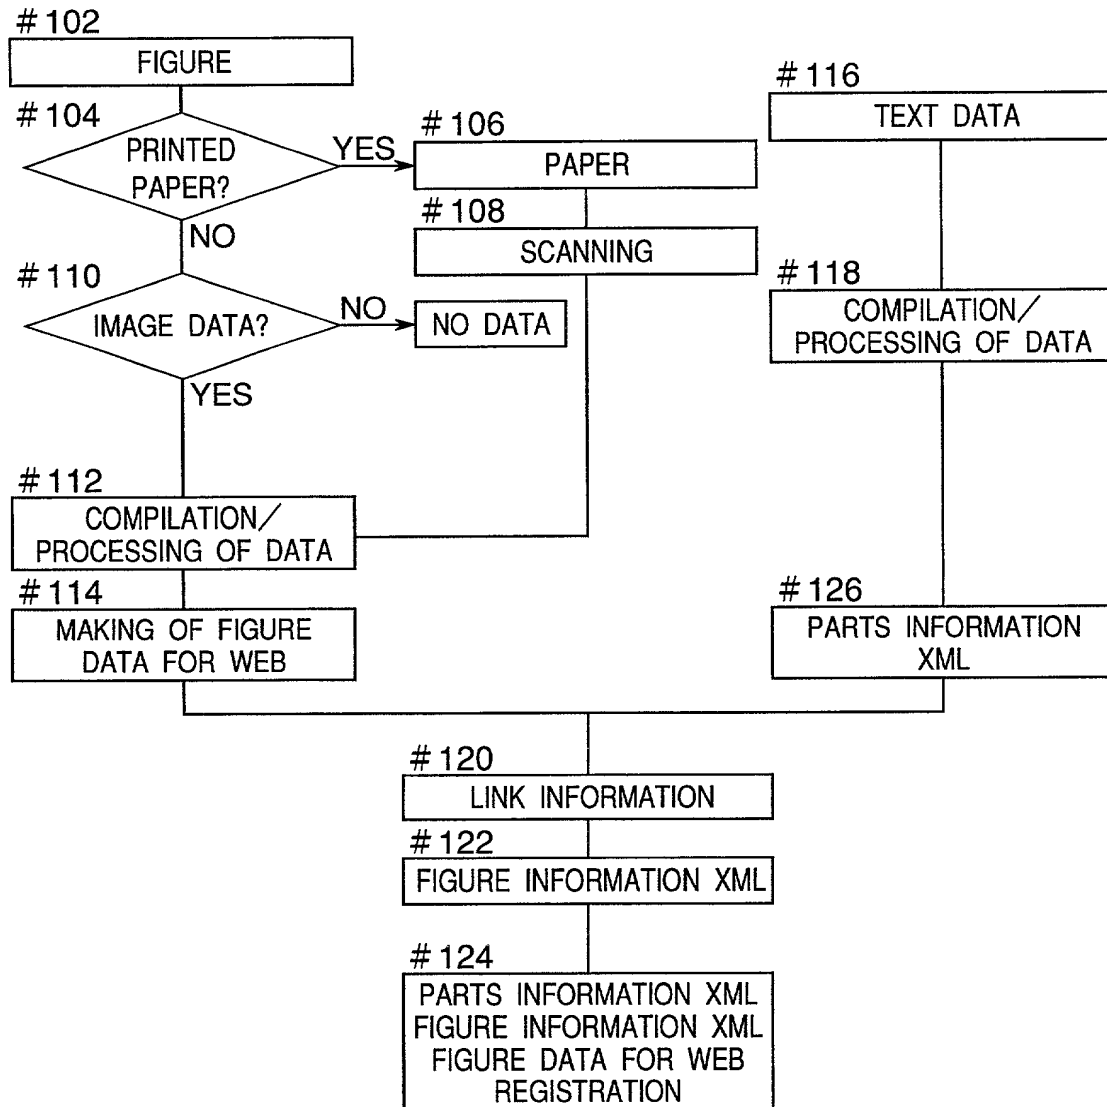 # 102
FIGURE
# 104
PRINTED
PAPER?
YES
NO
# 106
PAPER
# 108
SCANNING
# 110
IMAGE DATA?
NO
NO DATA
YES
# 112
COMPILATION/
PROCESSING OF DATA
# 114
MAKING OF FIGURE
DATA FOR WEB
# 116
TEXT DATA
# 118
COMPILATION/
PROCESSING OF DATA
# 126
PARTS INFORMATION
XML
# 120
LINK INFORMATION
# 122
FIGURE INFORMATION XML
# 124
PARTS INFORMATION XML
FIGURE INFORMATION XML
FIGURE DATA FOR WEB
REGISTRATION